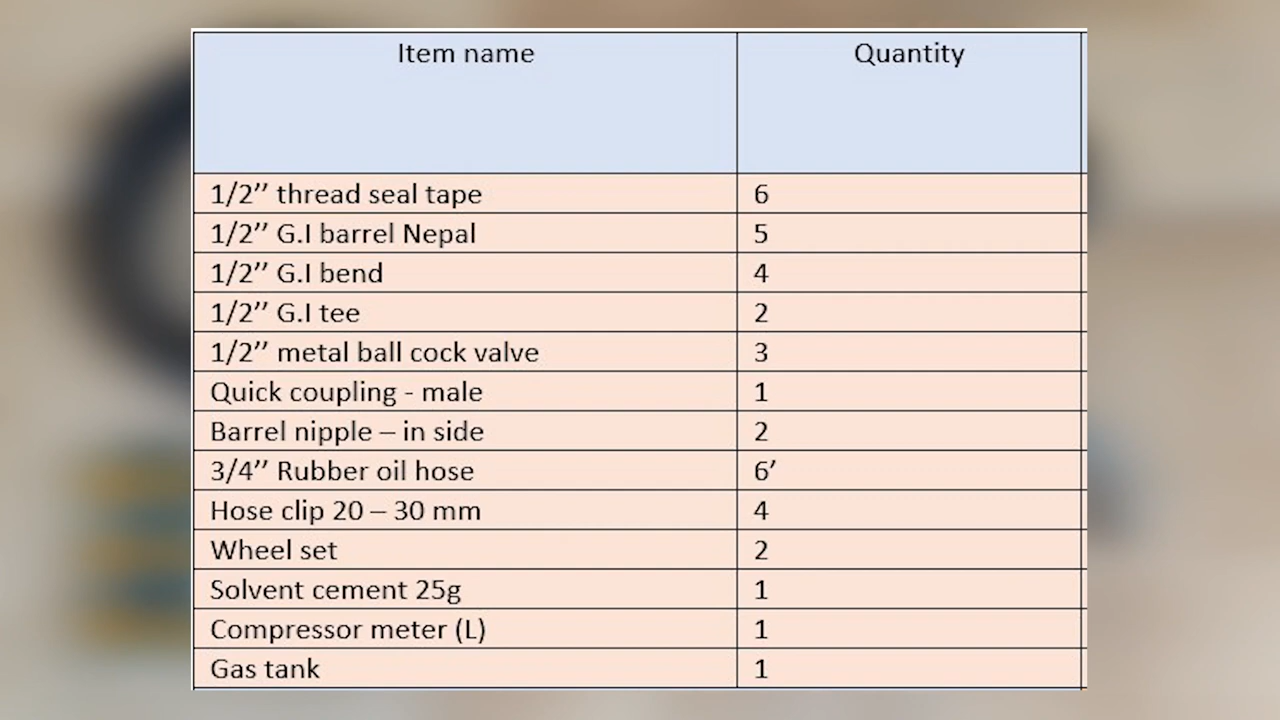 Item name Quantity
1/2’’ thread seal tape 6
1/2’’ G.I barrel Nepal 5
1/2’’ G.I bend 4
1/2’’ G.I tee 2
1/2’’ metal ball cock valve 3
Quick coupling - male 1
Barrel nipple – in side 2
3/4’’ Rubber oil hose 6’
Hose clip 20 – 30 mm 4
Wheel set 2
Solvent cement 25g 1
Compressor meter (L) 1
Gas tank 1